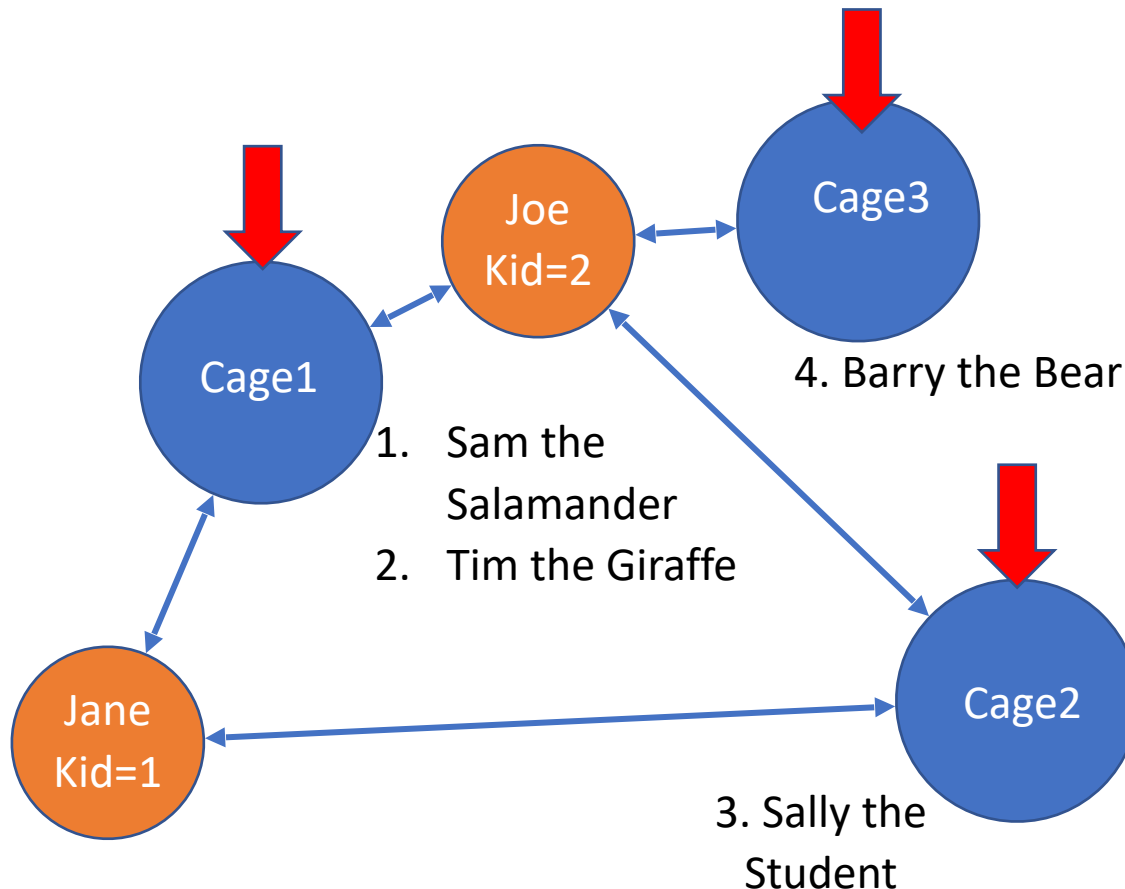 Joe
Kid=2
Cage3
Cage1
4. Barry the Bear
1. Sam the
Salamander
2. Tim the Giraffe
Jane
Kid=1
Cage2
3. Sally the
Student